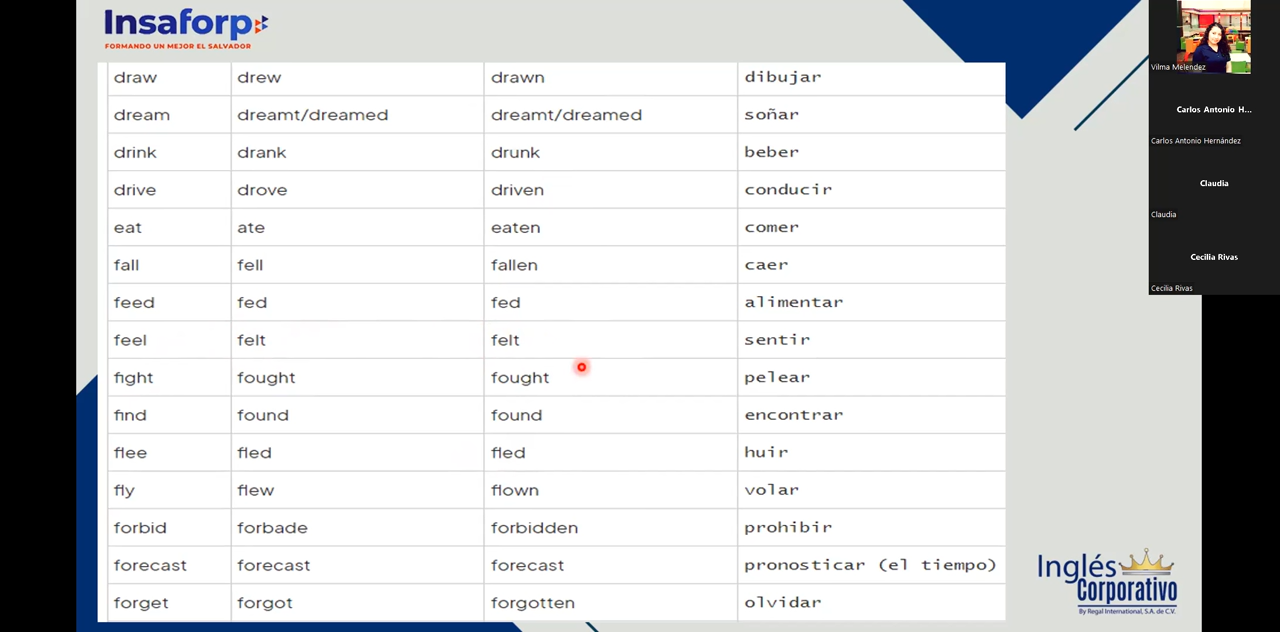 Insaforp
FORMANDO UN MEJOR EL SALVADOR
draw drew drawn dibujar
dream dreamt/dreamed dreamt/dreamed soñar
drink drank drunk beber
drive drove driven conducir
eat ate eaten comer
fall fell fallen caer
feed fed fed alimentar
feel felt felt sentir
fight fought fought pelear
find found found encontrar
flee fled fled huir
fly flew flown volar
forbid forbade forbidden prohibir
forecast forecast forecast pronosticar (el tiempo)
forget forgot forgotten olvidar
Inglés
Corporativo
By Regal International, S.A. de C.V.
Vilma Melendez
Carlos Antonio H...
Carlos Antonio Hernández
Claudia
Claudia
Cecilia Rivas
Cecilia Rivas